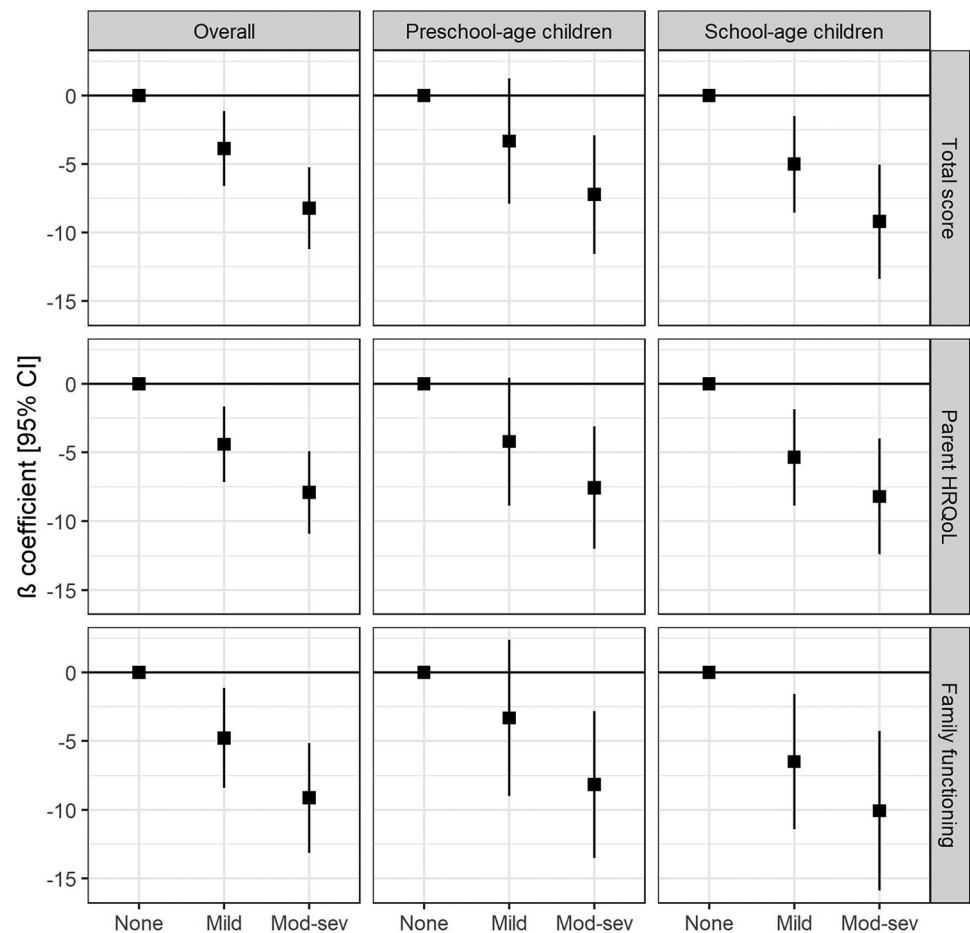 Overall
Preschool-age children
School-age children
0
-5
-10
-15
Total score
0
-5
-10
-15
Parent HRQoL
0
-5
-10
-15
Family functioning
ß coefficient [95% CI]
None Mild Mod-sev
None Mild Mod-sev
None Mild Mod-sev